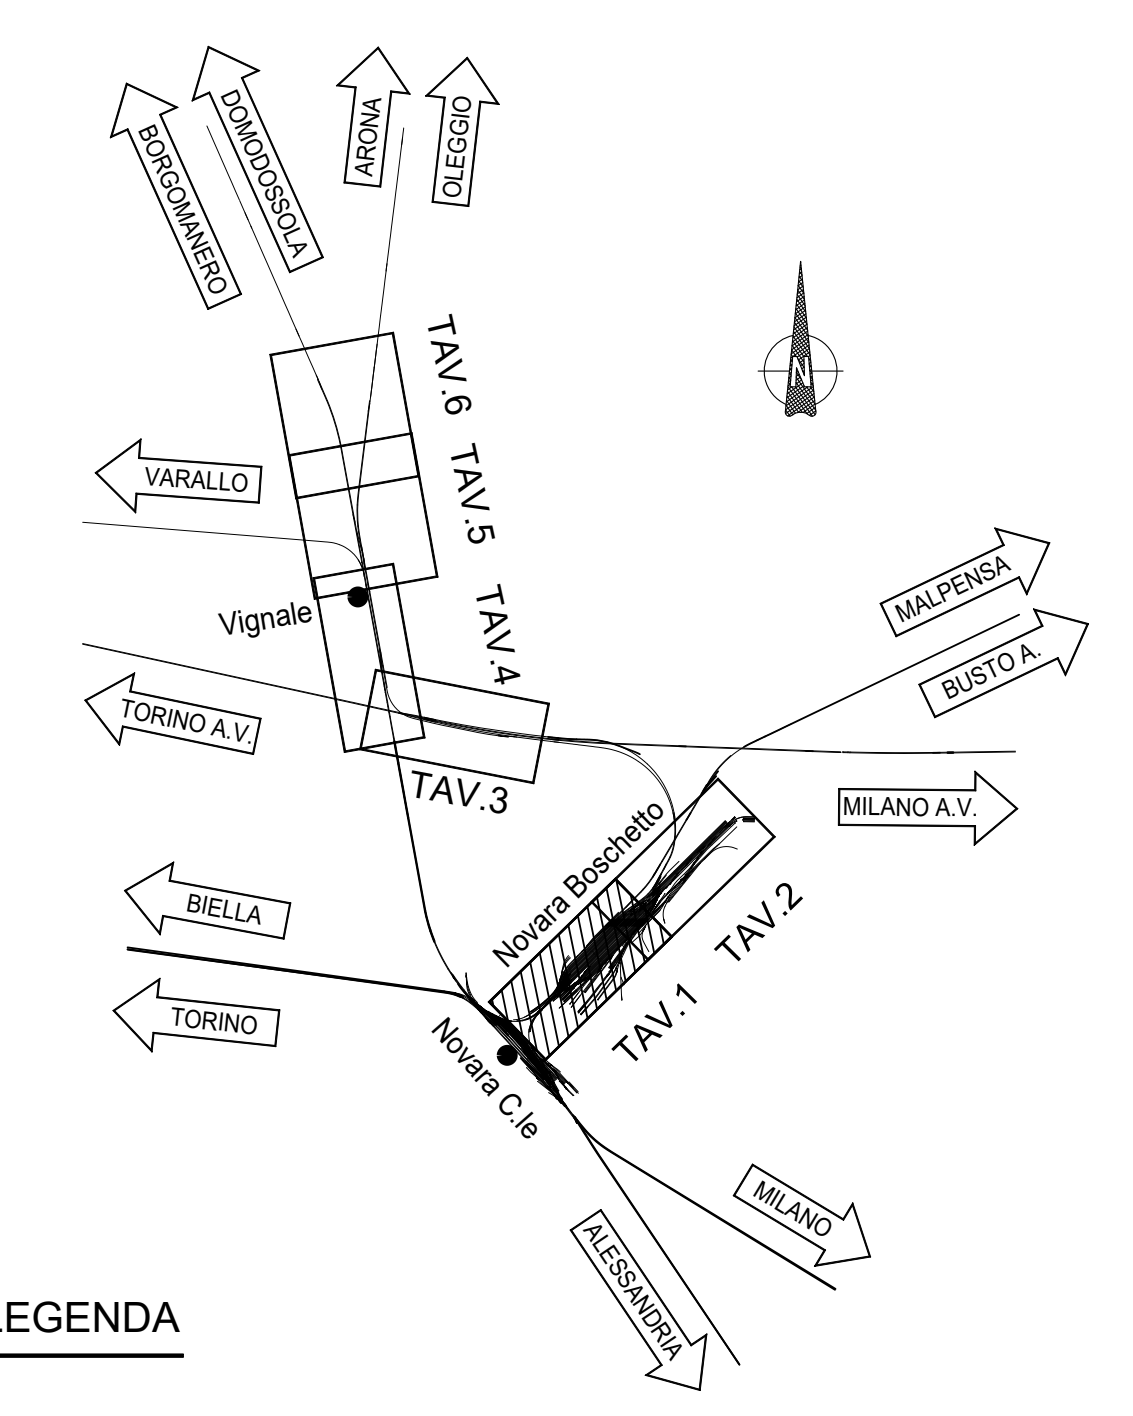 BORGOMANERO
DOMODOSSOLA
ARONA
OLEGGIO
N
TAV.6
VARALLO
TAV.5
MALPENSA
BUSTO A.
Vignale
TAV.4
TORINO A.V.
TAV.3
MILANO A.V.
Novara Boschetto
TAV.2
BIELLA
TAV.1
TORINO
Novara C.le
MILANO
ALESSANDRIA
LEGENDA